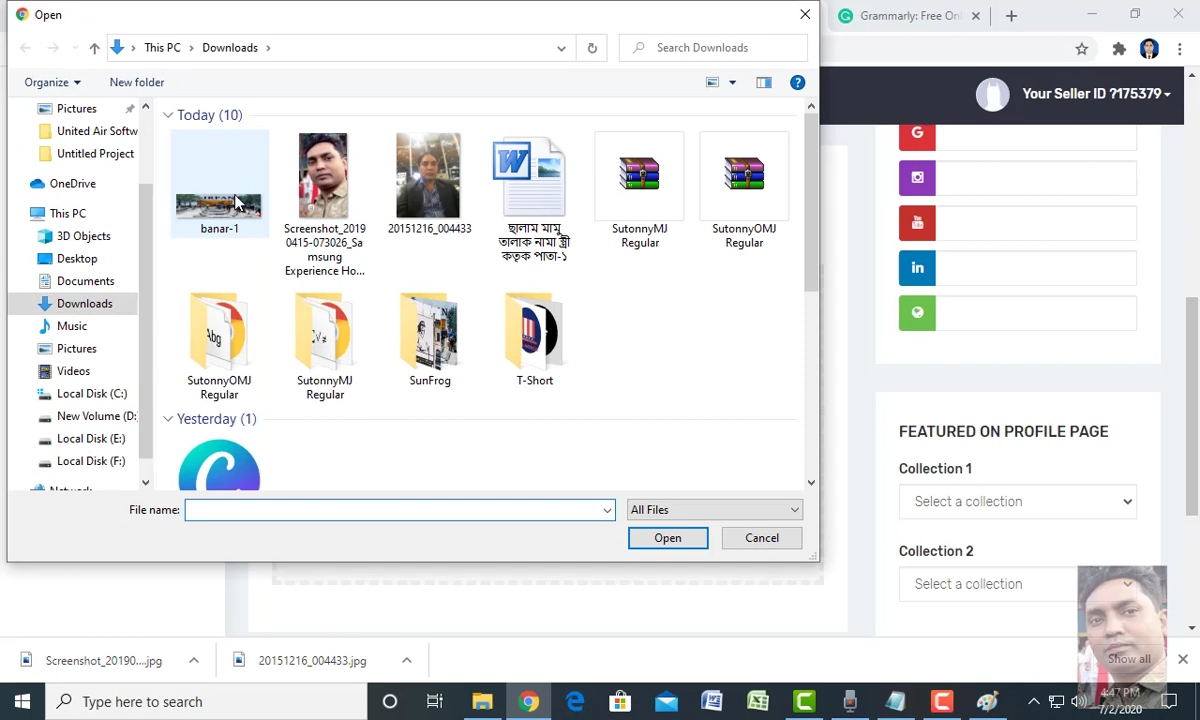 Open
Grammarly: Free Onl
This PC
Downloads
Search Downloads
Organize
New folder
Your Seller ID ?175379
Pictures
United Air Softw
Untitled Project
OneDrive
This PC
3D Objects
Desktop
Documents
Downloads
Music
Pictures
Videos
Local Disk (C:)
New Volume (D:
Local Disk (E:)
Local Disk (F:)
Today (10)
banar-1
Screenshot_2019
0415-073026_Sa
msung
Experience Ho...
20151216_004433
ছালাম মামু
তালাক নামা স্ত্রী
কতৃক পাতা-১
SutonnyMJ
Regular
SutonnyOMJ
Regular
Abg
SutonnyOMJ
Regular
SutonnyMJ
Regular
SunFrog
T-Short
Yesterday (1)
File name:
All Files
Open
Cancel
FEATURED ON PROFILE PAGE
Collection 1
Select a collection
Collection 2
Select a collection
Screenshot_20190....jpg
20151216_004433.jpg
Show all
Type here to search
4:47 PM
7/2/2020